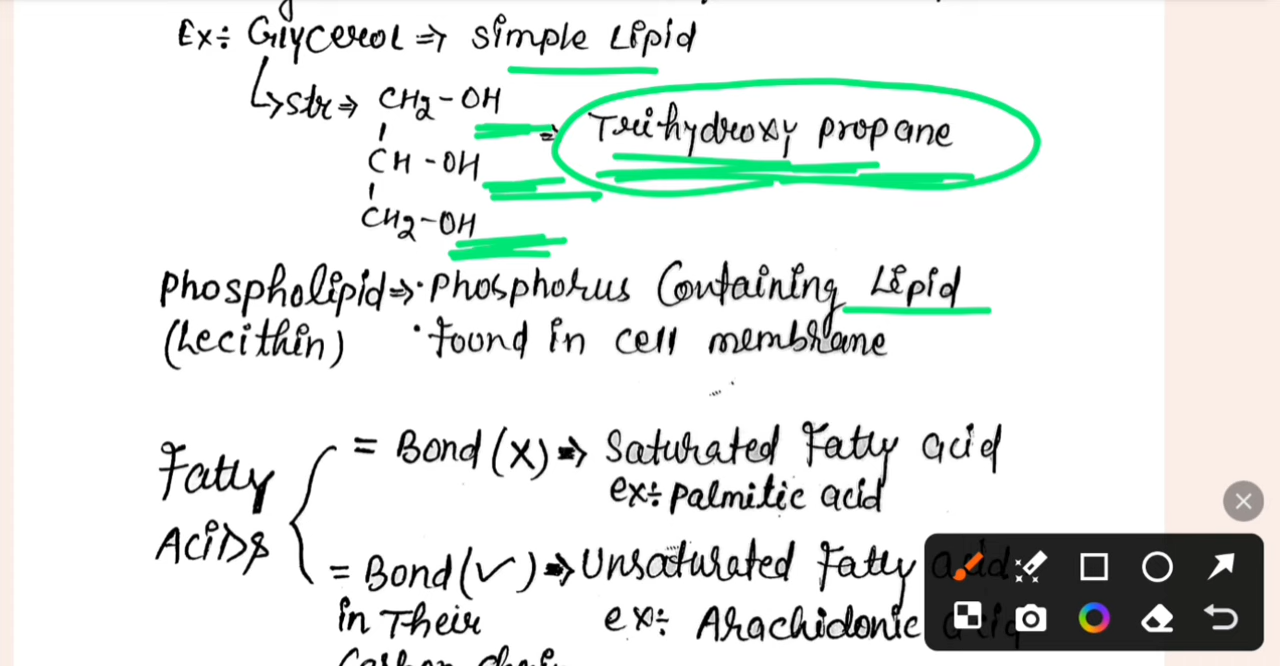 Ex÷ Glycerol ⇒ simple Lipid
↳str⇒ CH2-OH
CH-OH ⇒ Trihydroxy propane
CH2-OH
Phospholipid⇒ · Phosphorus Containing Lipid
(Lecithin) · found in cell membrane
Fatty Acids
= Bond (X) ⇒ Saturated Fatty acid
ex÷ Palmitic acid
= Bond (✓) ⇒ Unsaturated Fatty acid
in Their ex÷ Arachidonic acid